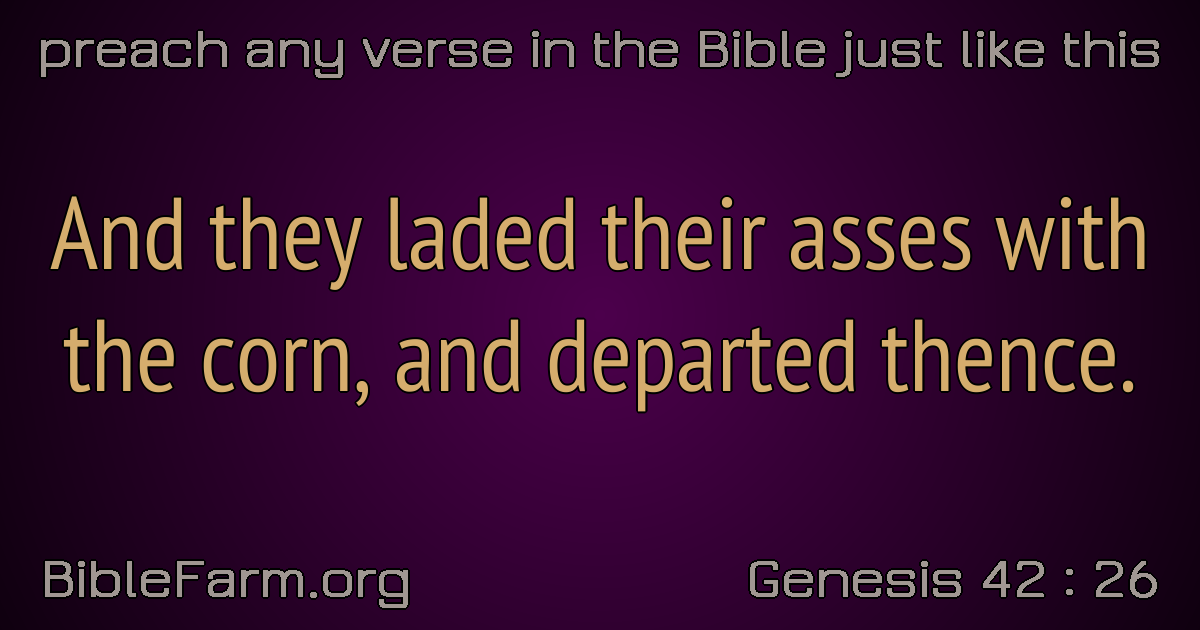 preach any verse in the Bible just like this
And they laded their asses with
the corn, and departed thence.
BibleFarm.org
Genesis 42 : 26